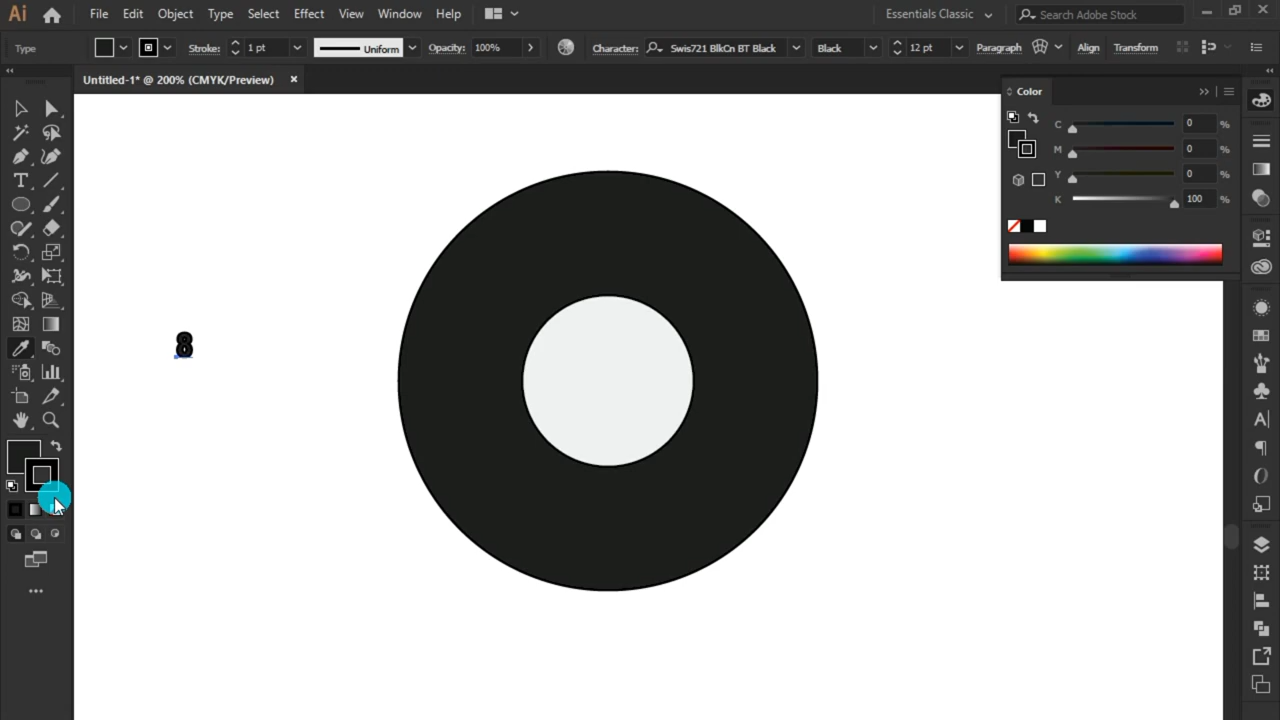 Ai File Edit Object Type Select Effect View Window Help Essentials Classic Search Adobe Stock
Type Stroke: 1 pt Uniform Opacity: 100% Character: Swis721 BlkCn BT Black Black 12 pt Paragraph Align Transform
Untitled-1* @ 200% (CMYK/Preview)
Color
C 0 %
M 0 %
Y 0 %
K 100 %
8